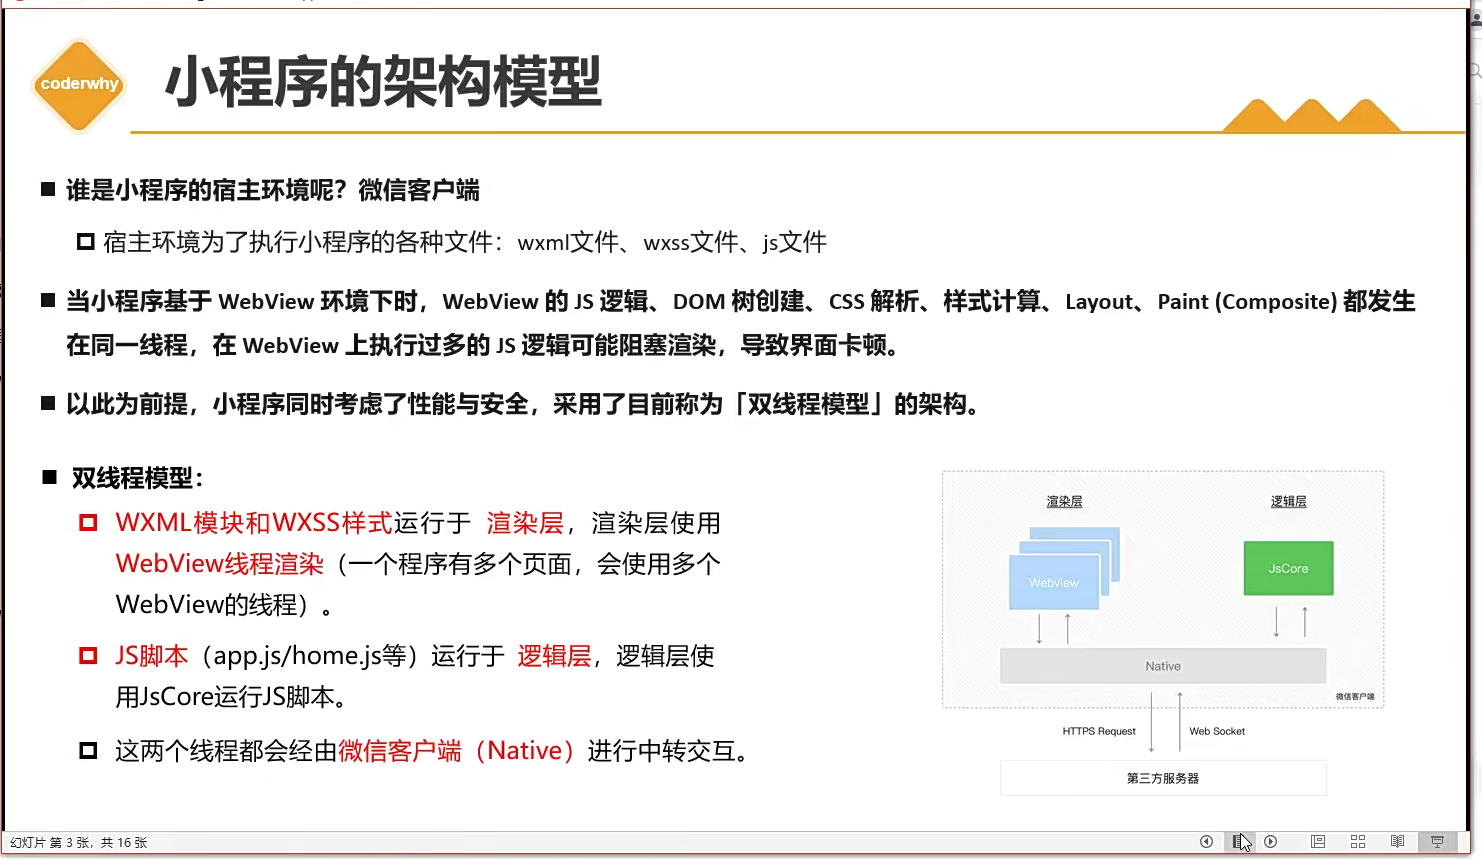 coderwhy
小程序的架构模型
谁是小程序的宿主环境呢？微信客户端
宿主环境为了执行小程序的各种文件：wxml文件、wxss文件、js文件
当小程序基于 WebView 环境下时，WebView 的 JS 逻辑、DOM 树创建、CSS 解析、样式计算、Layout、Paint (Composite) 都发生
在同一线程，在 WebView 上执行过多的 JS 逻辑可能阻塞渲染，导致界面卡顿。
以此为前提，小程序同时考虑了性能与安全，采用了目前称为「双线程模型」的架构。
双线程模型：
WXML模块和WXSS样式运行于 渲染层，渲染层使用
WebView线程渲染（一个程序有多个页面，会使用多个
WebView的线程）。
JS脚本（app.js/home.js等）运行于 逻辑层，逻辑层使
用JsCore运行JS脚本。
这两个线程都会经由微信客户端（Native）进行中转交互。
渲染层
逻辑层
Webview
JsCore
Native
微信客户端
HTTPS Request
Web Socket
第三方服务器
幻灯片 第 3 张，共 16 张